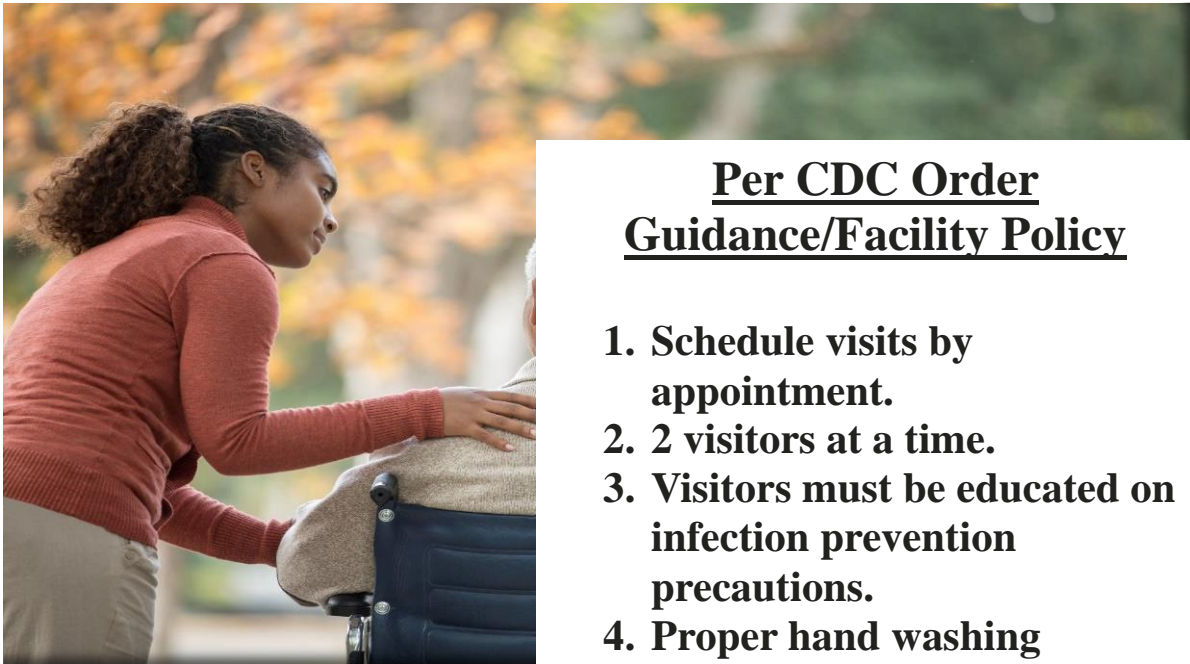 Per CDC Order
Guidance/Facility Policy
1. Schedule visits by
appointment.
2. 2 visitors at a time.
3. Visitors must be educated on
infection prevention
precautions.
4. Proper hand washing